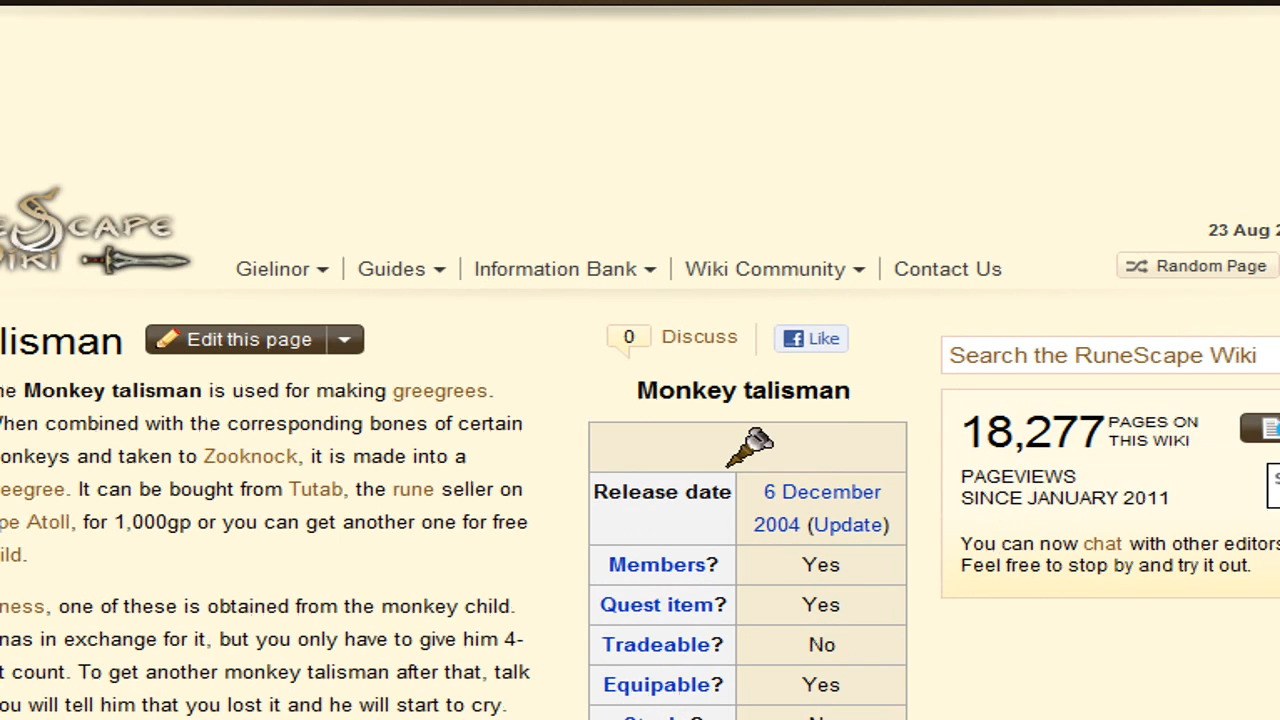 SCAPE
23 Aug
Gielinor
Guides
Information Bank
Wiki Community
Contact Us
Random Page
lisman
Edit this page
0
Discuss
Like
Search the RuneScape Wiki
he Monkey talisman is used for making greegrees.
When combined with the corresponding bones of certain
onkeys and taken to Zooknock, it is made into a
eegree. It can be bought from Tutab, the rune seller on
pe Atoll, for 1,000gp or you can get another one for free
ild.
ness, one of these is obtained from the monkey child.
nas in exchange for it, but you only have to give him 4-
t count. To get another monkey talisman after that, talk
ou will tell him that you lost it and he will start to cry.
Monkey talisman
Release date 6 December
2004 (Update)
Members? Yes
Quest item? Yes
Tradeable? No
Equipable? Yes
18,277 PAGES ON
THIS WIKI
PAGEVIEWS
SINCE JANUARY 2011
You can now chat with other editors
Feel free to stop by and try it out.